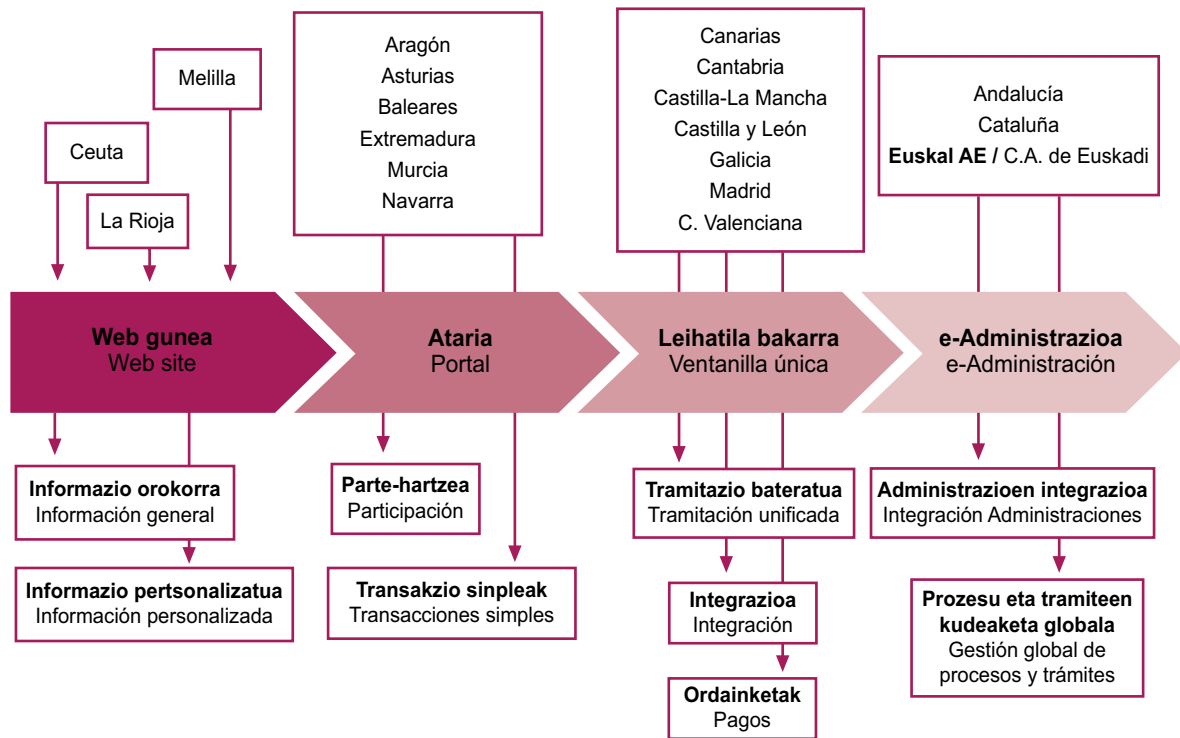 Melilla
Ceuta
La Rioja
Aragón
Asturias
Baleares
Extremadura
Murcia
Navarra
Canarias
Cantabria
Castilla-La Mancha
Castilla y León
Galicia
Madrid
C. Valenciana
Andalucía
Cataluña
Euskal AE / C.A. de Euskadi
Web gunea
Web site
Ataria
Portal
Leihatila bakarra
Ventanilla única
e-Administrazioa
e-Administración
Informazio orokorra
Información general
Informazio pertsonalizatua
Información personalizada
Parte-hartzea
Participación
Transakzio sinpleak
Transacciones simples
Tramitazio bateratua
Tramitación unificada
Integrazioa
Integración
Ordainketak
Pagos
Administrazioen integrazioa
Integración Administraciones
Prozesu eta tramiteen
kudeaketa globala
Gestión global de
procesos y trámites